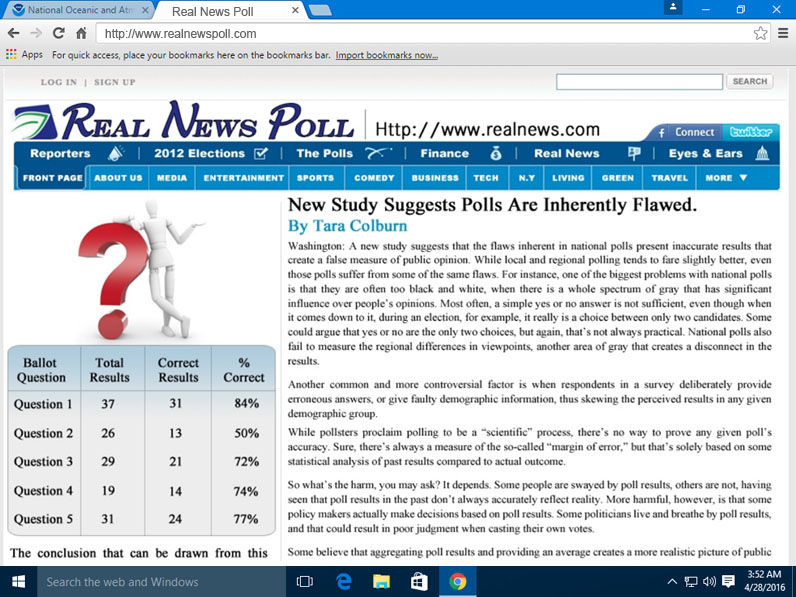 National Oceanic and Atm
Real News Poll
http://www.realnewspoll.com
Apps For quick access, place your bookmarks here on the bookmarks bar. Import bookmarks now...
LOG IN | SIGN UP
SEARCH
REAL NEWS POLL Http://www.realnews.com
f Connect twitter
Reporters | 2012 Elections | The Polls | Finance | Real News | Eyes & Ears
FRONT PAGE ABOUT US MEDIA ENTERTAINMENT SPORTS COMEDY BUSINESS TECH N.Y LIVING GREEN TRAVEL MORE ▼
?
Ballot Question Total Results Correct Results % Correct
Question 1 37 31 84%
Question 2 26 13 50%
Question 3 29 21 72%
Question 4 19 14 74%
Question 5 31 24 77%
The conclusion that can be drawn from this
New Study Suggests Polls Are Inherently Flawed.
By Tara Colburn
Washington: A new study suggests that the flaws inherent in national polls present inaccurate results that
create a false measure of public opinion. While local and regional polling tends to fare slightly better, even
those polls suffer from some of the same flaws. For instance, one of the biggest problems with national polls
is that they are often too black and white, when there is a whole spectrum of gray that has significant
influence over people's opinions. Most often, a simple yes or no answer is not sufficient, even though when
it comes down to it, during an election, for example, it really is a choice between only two candidates. Some
could argue that yes or no are the only two choices, but again, that's not always practical. National polls also
fail to measure the regional differences in viewpoints, another area of gray that creates a disconnect in the
results.
Another common and more controversial factor is when respondents in a survey deliberately provide
erroneous answers, or give faulty demographic information, thus skewing the perceived results in any given
demographic group.
While pollsters proclaim polling to be a “scientific” process, there's no way to prove any given poll's
accuracy. Sure, there's always a measure of the so-called “margin of error,” but that's solely based on some
statistical analysis of past results compared to actual outcome.
So what's the harm, you may ask? It depends. Some people are swayed by poll results, others are not, having
seen that poll results in the past don't always accurately reflect reality. More harmful, however, is that some
policy makers actually make decisions based on poll results. Some politicians live and breathe by poll results,
and that could result in poor judgment when casting their own votes.
Some believe that aggregating poll results and providing an average creates a more realistic picture of public
Search the web and Windows
3:52 AM
4/28/2016